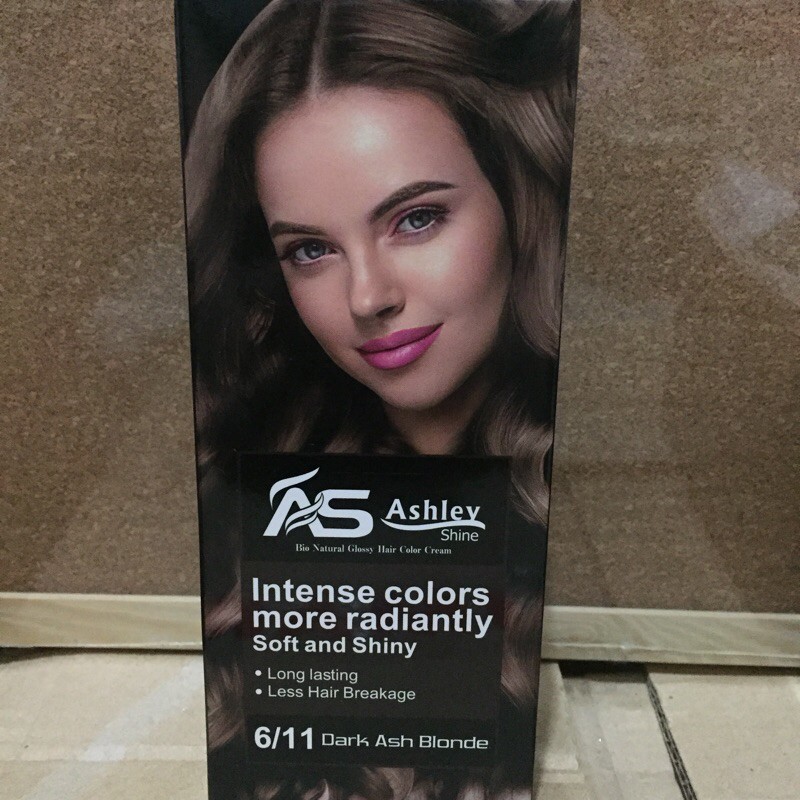 AS Ashley
Shine
Bio Natural Glossy Hair Color Cream
Intense colors
more radiantly
Soft and Shiny
• Long lasting
• Less Hair Breakage
6/11 Dark Ash Blonde